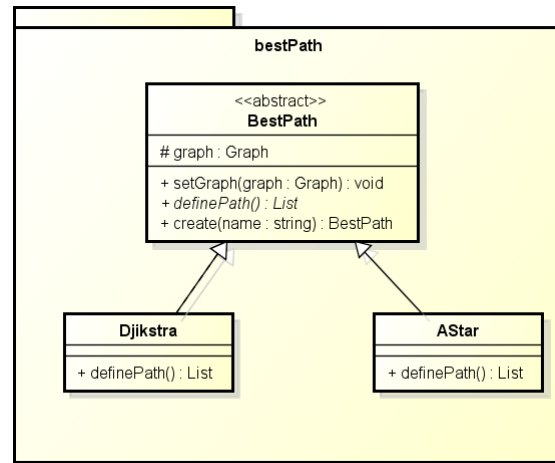 bestPath
<<abstract>>
BestPath
# graph : Graph
+ setGraph(graph : Graph) : void
+ definePath() : List
+ create(name : string) : BestPath
Djikstra
+ definePath() : List
AStar
+ definePath() : List